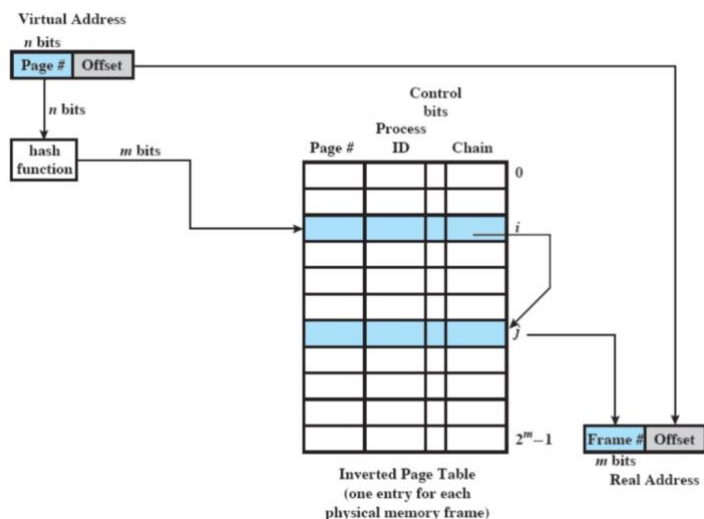 Virtual Address
n bits
Page # Offset
n bits
hash
function
m bits
Control
bits
Process
Page # ID Chain
0
i
j
2^m−1
Frame # Offset
m bits
Real Address
Inverted Page Table
(one entry for each
physical memory frame)